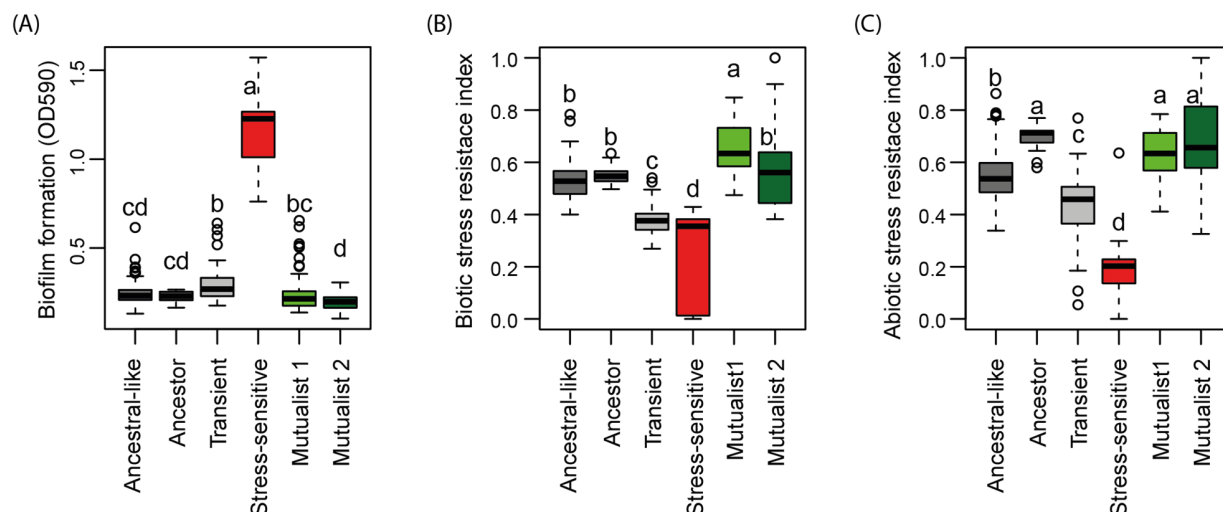 (A)
Biofilm formation (OD590)
1.5
1.0
0.5
cd
cd
b
a
bc
d
Ancestral-like
Ancestor
Transient
Stress-sensitive
Mutualist 1
Mutualist 2
(B)
Biotic stress resistace index
1.0
0.8
0.6
0.4
0.2
0.0
b
b
c
d
a
b
Ancestral-like
Ancestor
Transient
Stress-sensitive
Mutualist1
Mutualist 2
(C)
Abiotic stress resistace index
1.0
0.8
0.6
0.4
0.2
0.0
b
a
c
d
a
a
Ancestral-like
Ancestor
Transient
Stress-sensitive
Mutualist1
Mutualist 2